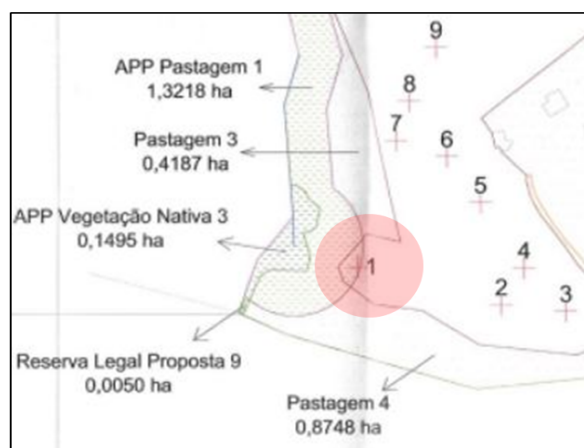 9
APP Pastagem 1
1,3218 ha
8
7
Pastagem 3
0,4187 ha
6
5
APP Vegetação Nativa 3
0,1495 ha
4
1
2
3
Reserva Legal Proposta 9
0,0050 ha
Pastagem 4
0,8748 ha